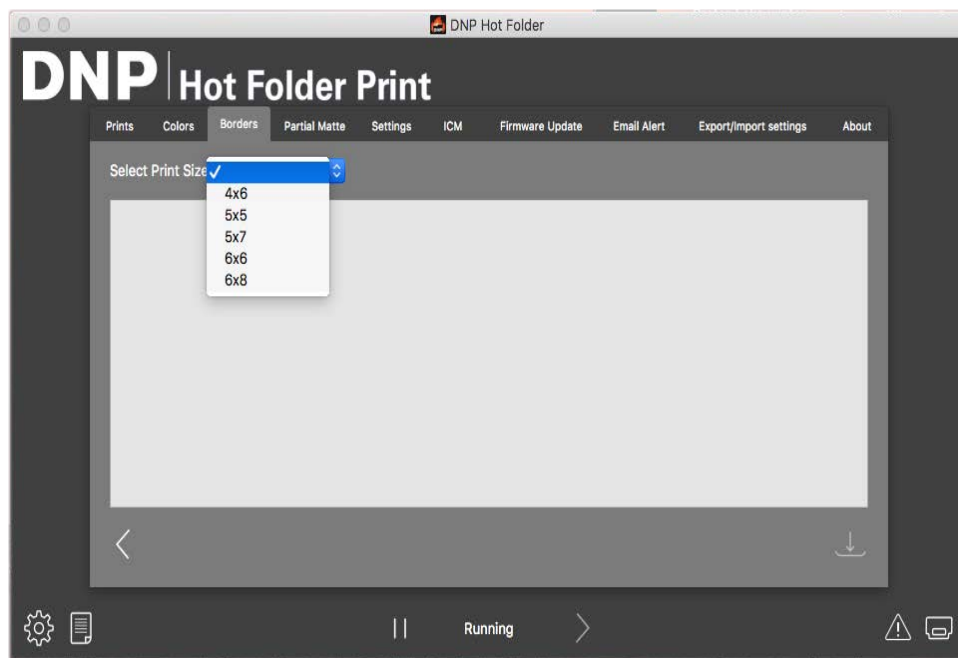 DNP Hot Folder
DNP Hot Folder Print
Prints Colors Borders Partial Matte Settings ICM Firmware Update Email Alert Export/Import settings About
Select Print Size
4x6
5x5
5x7
6x6
6x8
Running